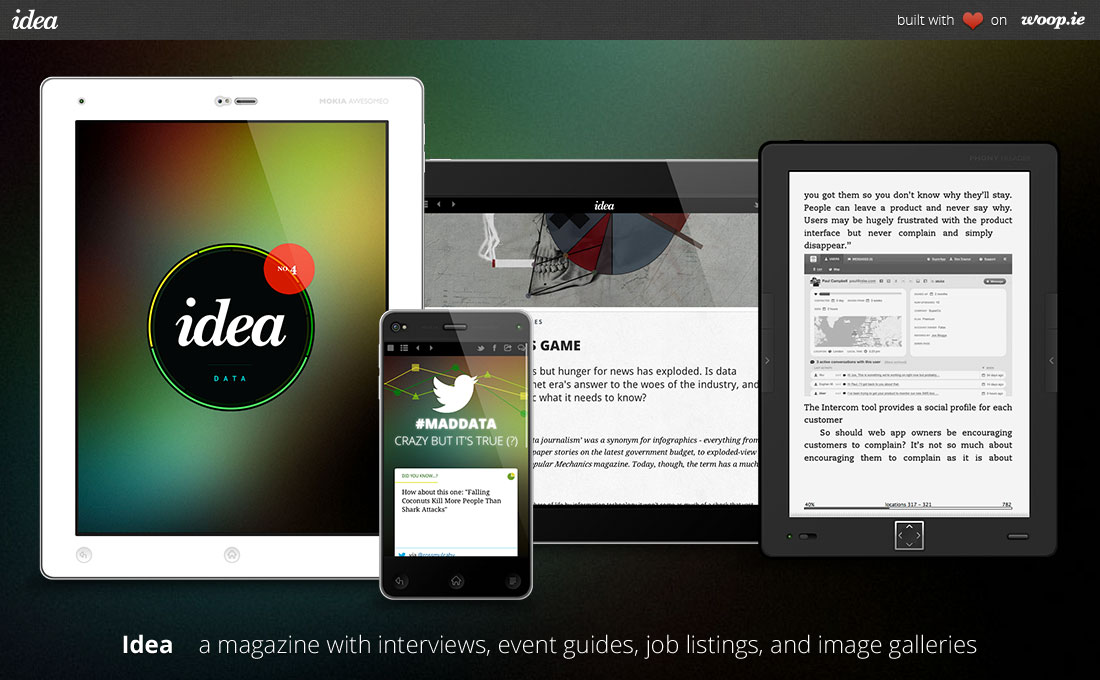 idea
built with ❤ on woop.ie
MOKIA AWESOMEO
NO.4
idea
DATA
idea
S GAME
s but hunger for news has exploded. Is data
net era's answer to the woes of the industry, and
c what it needs to know?
ta journalism' was a synonym for infographics - everything from
paper stories on the latest government budget, to exploded-view
pular Mechanics magazine. Today, though, the term has a much
#MADDATA
CRAZY BUT IT'S TRUE (?)
DID YOU KNOW...?
How about this one: "Falling
Coconuts Kill More People Than
Shark Attacks"
via
you got them so you don't know why they'll stay.
People can leave a product and never say why.
Users may be hugely frustrated with the product
interface but never complain and simply
disappear."
Paul Campbell
The Intercom tool provides a social profile for each
customer
So should web app owners be encouraging
customers to complain? It's not so much about
encouraging them to complain as it is about
40% locations 317 – 321 782
Idea a magazine with interviews, event guides, job listings, and image galleries